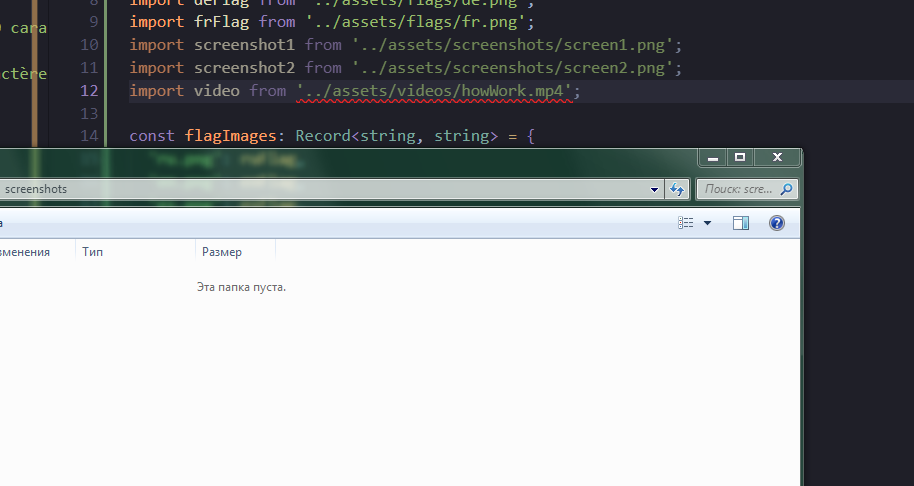 8 import deFlag from '../assets/flags/de.png';
9 import frFlag from '../assets/flags/fr.png';
10 import screenshot1 from '../assets/screenshots/screen1.png';
11 import screenshot2 from '../assets/screenshots/screen2.png';
12 import video from '../assets/videos/howWork.mp4';
13
14 const flagImages: Record<string, string> = {
cara
ctère
screenshots
Поиск: scre...
а
зменения Тип Размер
Эта папка пуста.